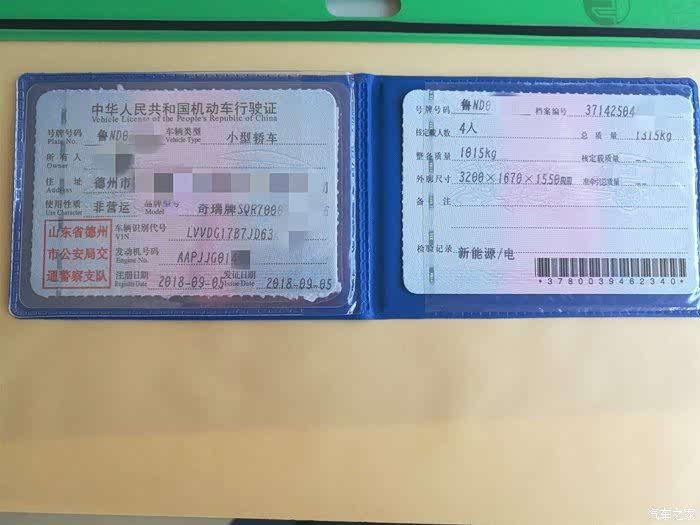 中华人民共和国机动车行驶证
Vehicle License of the People's Republic of China
号牌号码 鲁ND0 车辆类型 小型轿车
Plate No. Vehicle Type
所有人
Owner
住址 德州市
Address
使用性质 非营运 品牌型号 奇瑞牌SQR7000
Use Character Model
山东省德州
市公安局交
通警察支队
车辆识别代号 LVVDG17B7JD634
VIN
发动机号码 AAPJJG014
Engine No.
注册日期 2018-09-05 发证日期 2018-09-05
Register Date Issue Date
号牌号码 鲁ND0 档案编号 37142504
核定载人数 4人 总质量 1315kg
整备质量 1015kg 核定载质量
外廓尺寸 3200×1670×1550mm 准牵引总质量
备注
检验记录 新能源/电
*3780039462340*
汽车之家